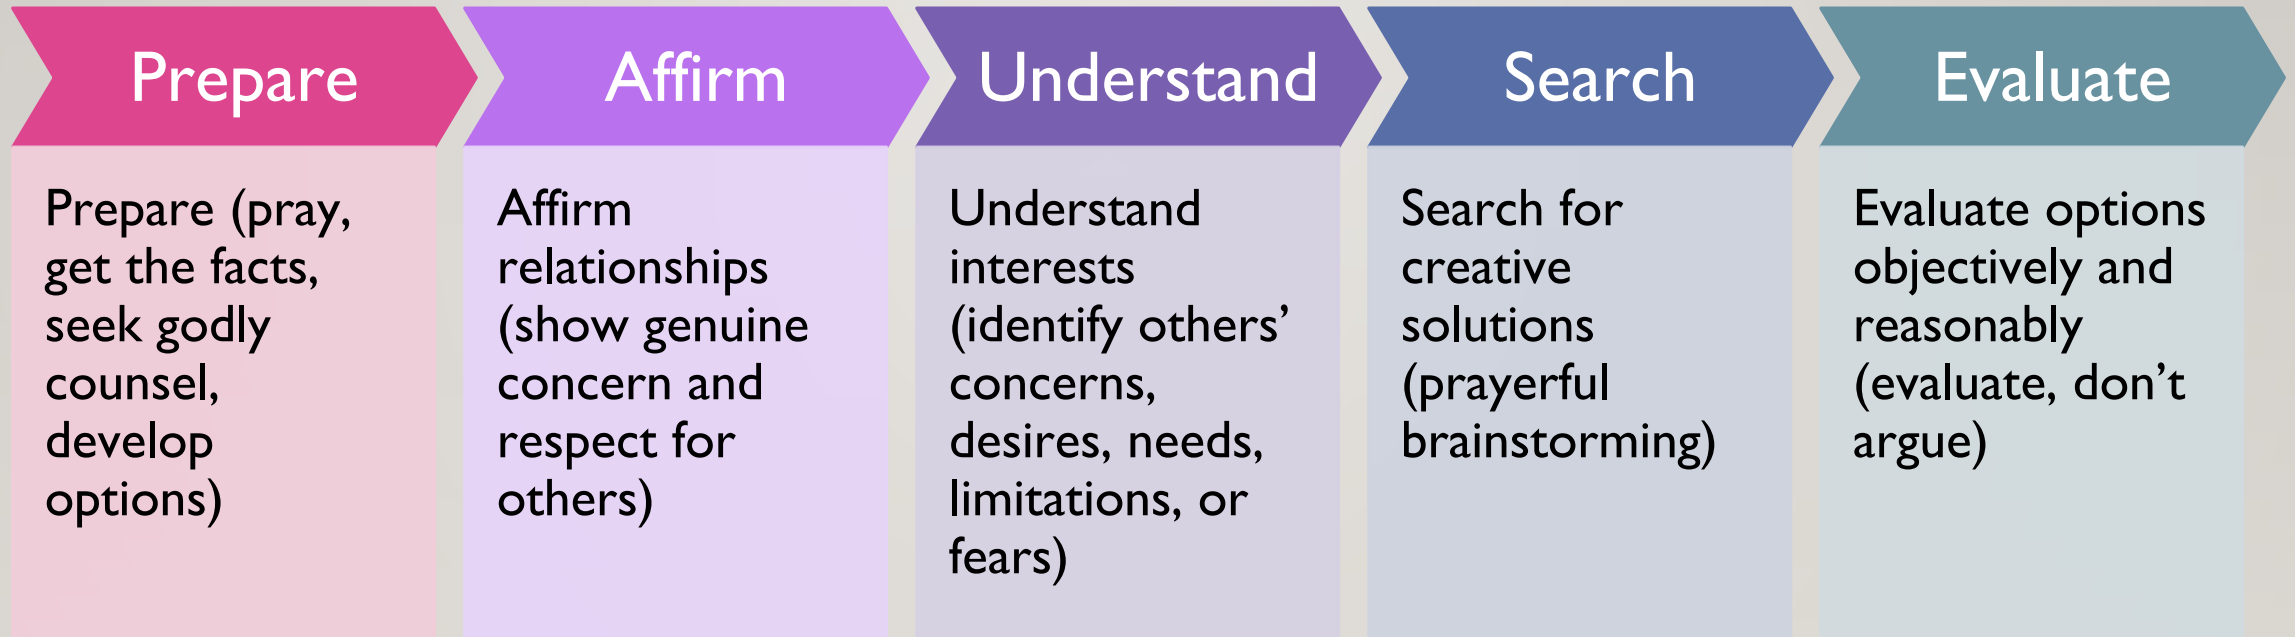 Prepare
Affirm
Understand
Search
Evaluate
Prepare (pray,
get the facts,
seek godly
counsel,
develop
options)
Affirm
relationships
(show genuine
concern and
respect for
others)
Understand
interests
(identify others’
concerns,
desires, needs,
limitations, or
fears)
Search for
creative
solutions
(prayerful
brainstorming)
Evaluate options
objectively and
reasonably
(evaluate, don’t
argue)